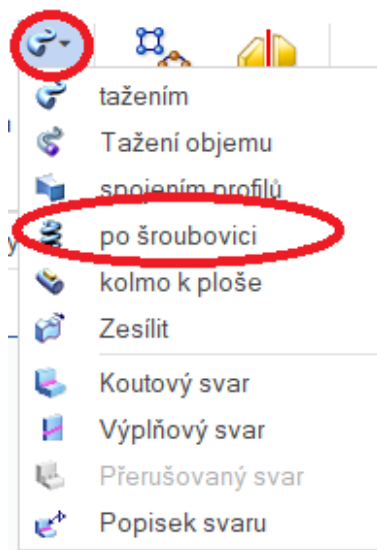 tažením
Tažení objemu
spojením profilů
po šroubovici
kolmo k ploše
Zesílit
Koutový svar
Výplňový svar
Přerušovaný svar
Popisek svaru